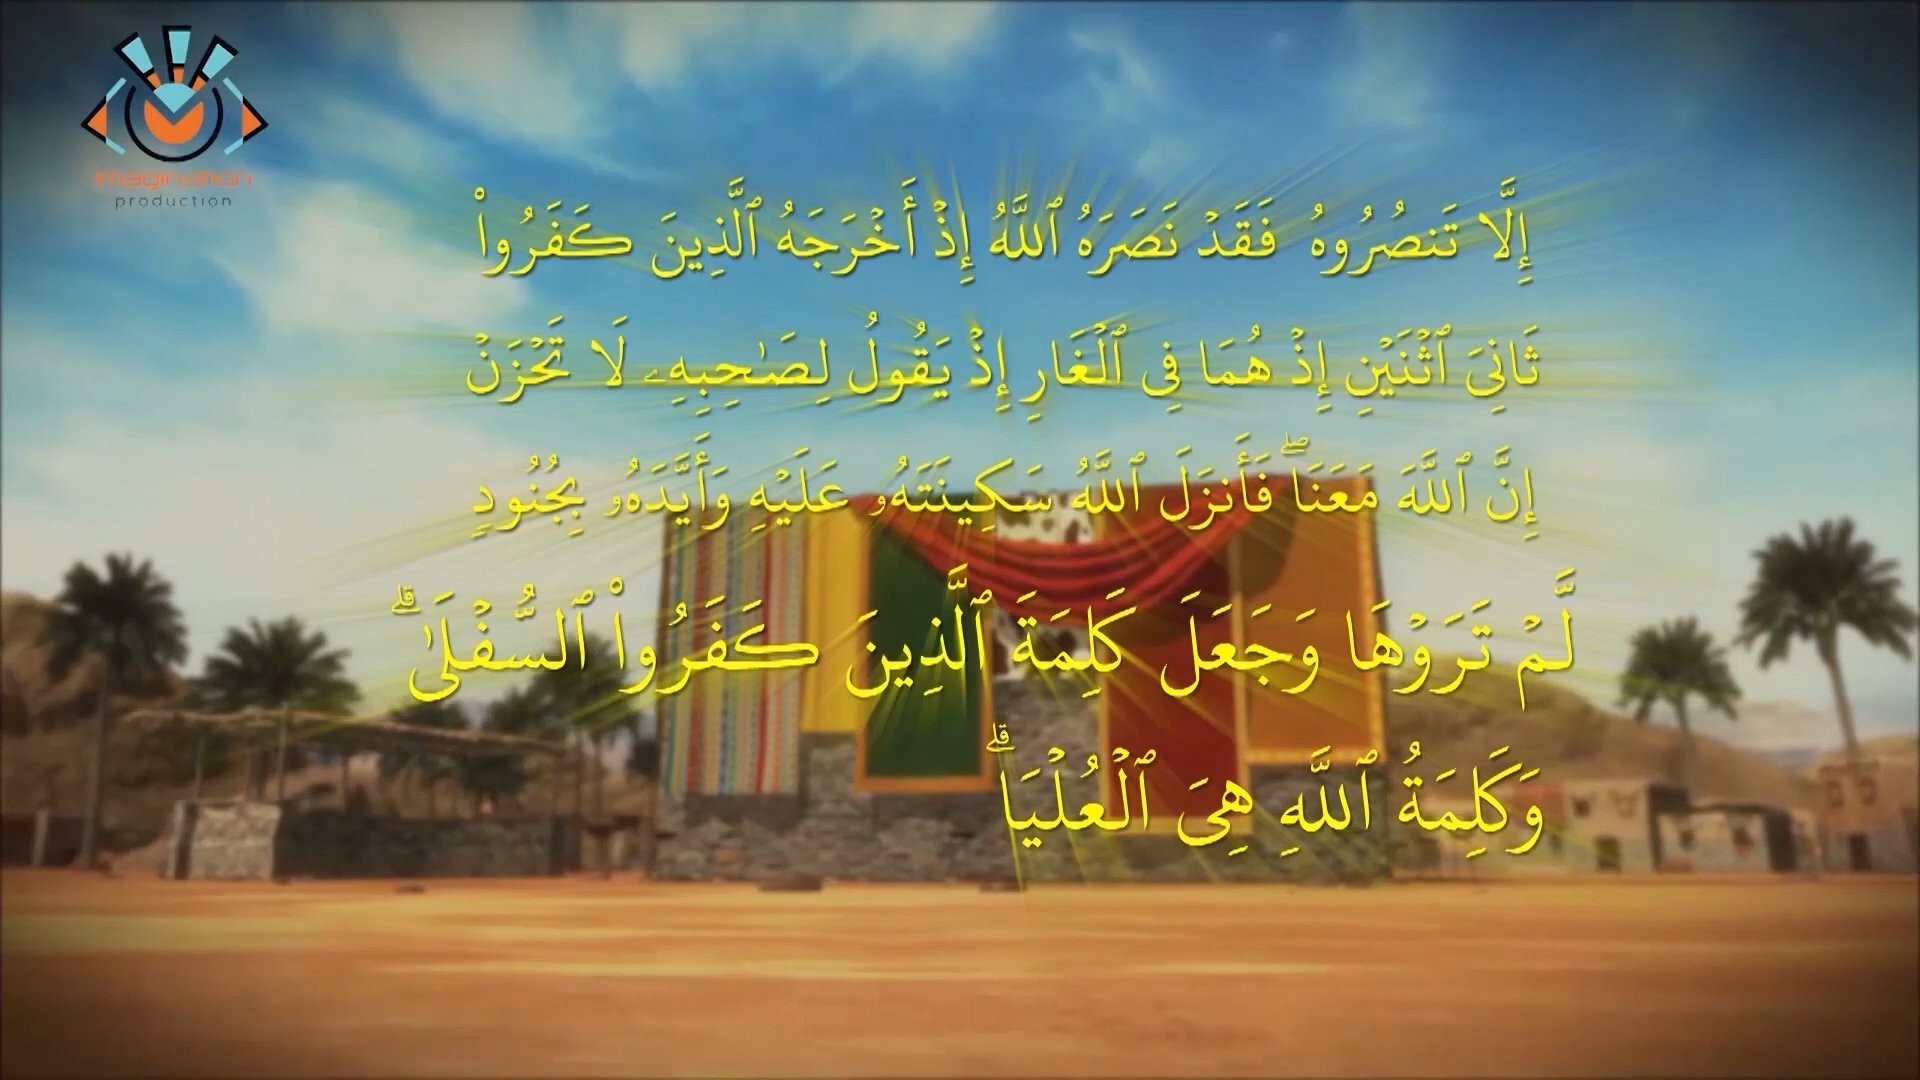 imagination
production
إِلَّا تَنصُرُوهُ فَقَدْ نَصَرَهُ ٱللَّهُ إِذْ أَخْرَجَهُ ٱلَّذِينَ كَفَرُوا۟
ثَانِىَ ٱثْنَيْنِ إِذْ هُمَا فِى ٱلْغَارِ إِذْ يَقُولُ لِصَـٰحِبِهِۦ لَا تَحْزَنْ
إِنَّ ٱللَّهَ مَعَنَا ۖ فَأَنزَلَ ٱللَّهُ سَكِينَتَهُۥ عَلَيْهِ وَأَيَّدَهُۥ بِجُنُودٍ
لَّمْ تَرَوْهَا وَجَعَلَ كَلِمَةَ ٱلَّذِينَ كَفَرُوا۟ ٱلسُّفْلَىٰ ۗ
وَكَلِمَةُ ٱللَّهِ هِىَ ٱلْعُلْيَا ۗ